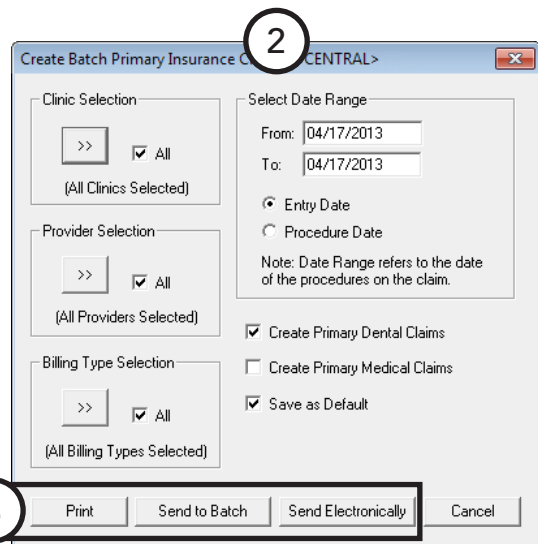 2
Create Batch Primary Insurance C CENTRAL>
Clinic Selection
>>
All
(All Clinics Selected)
Provider Selection
>>
All
(All Providers Selected)
Billing Type Selection
>>
All
(All Billing Types Selected)
Select Date Range
From: 04/17/2013
To: 04/17/2013
Entry Date
Procedure Date
Note: Date Range refers to the date
of the procedures on the claim.
Create Primary Dental Claims
Create Primary Medical Claims
Save as Default
Print Send to Batch Send Electronically Cancel